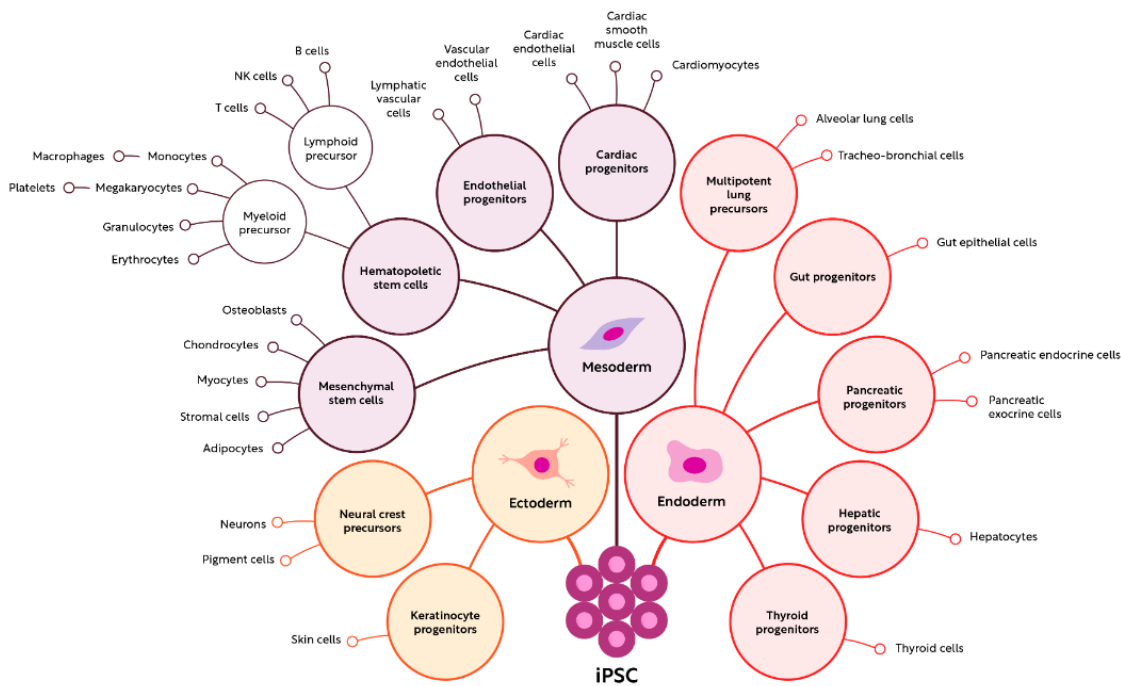 B cells
NK cells
T cells
Lymphoid
precursor
Macrophages
Monocytes
Platelets
Megakaryocytes
Granulocytes
Erythrocytes
Myeloid
precursor
Hematopoletic
stem cells
Lymphatic
vascular
cells
Vascular
endothelial
cells
Endothelial
progenitors
Cardiac
endothelial
cells
Cardiac
smooth
muscle cells
Cardiomyocytes
Cardiac
progenitors
Mesoderm
Osteoblasts
Chondrocytes
Myocytes
Stromal cells
Adipocytes
Mesenchymal
stem cells
Alveolar lung cells
Tracheo-bronchial cells
Multipotent
lung
precursors
Gut epithelial cells
Gut progenitors
Pancreatic endocrine cells
Pancreatic
exocrine cells
Pancreatic
progenitors
Ectoderm
Endoderm
Neural crest
precursors
Neurons
Pigment cells
Keratinocyte
progenitors
Skin cells
Hepatic
progenitors
Hepatocytes
Thyroid
progenitors
Thyroid cells
iPSC